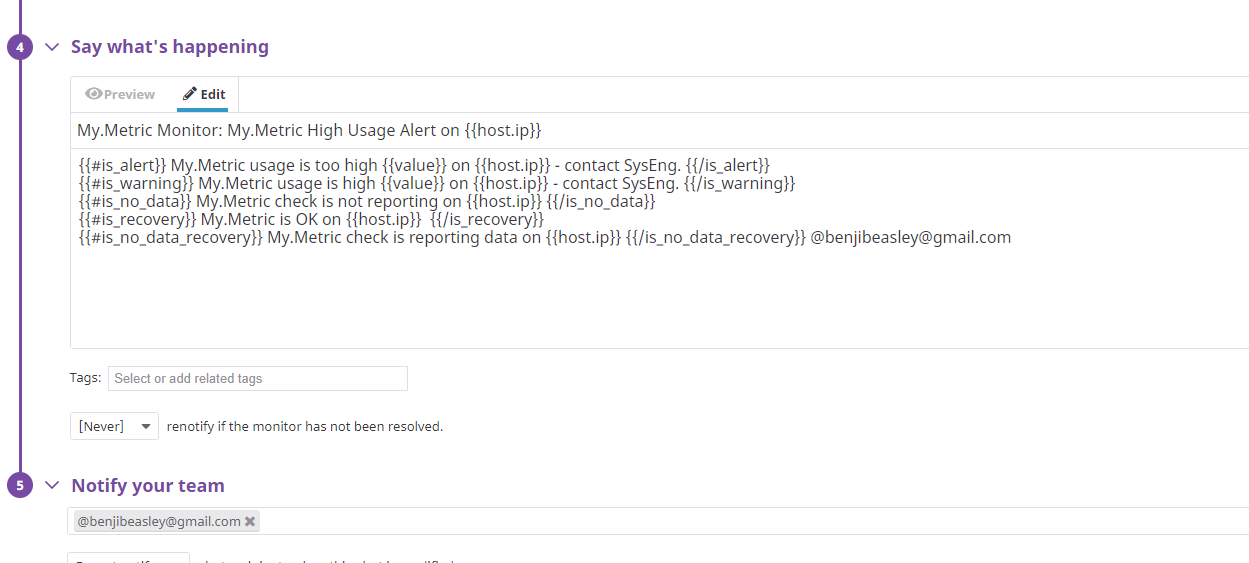 4 Say what's happening
Preview Edit
My.Metric Monitor: My.Metric High Usage Alert on {{host.ip}}
{{#is_alert}} My.Metric usage is too high {{value}} on {{host.ip}} - contact SysEng. {{/is_alert}}
{{#is_warning}} My.Metric usage is high {{value}} on {{host.ip}} - contact SysEng. {{/is_warning}}
{{#is_no_data}} My.Metric check is not reporting on {{host.ip}} {{/is_no_data}}
{{#is_recovery}} My.Metric is OK on {{host.ip}}  {{/is_recovery}}
{{#is_no_data_recovery}} My.Metric check is reporting data on {{host.ip}} {{/is_no_data_recovery}} @benjibeasley@gmail.com
Tags: Select or add related tags
[Never] renotify if the monitor has not been resolved.
5 Notify your team
@benjibeasley@gmail.com